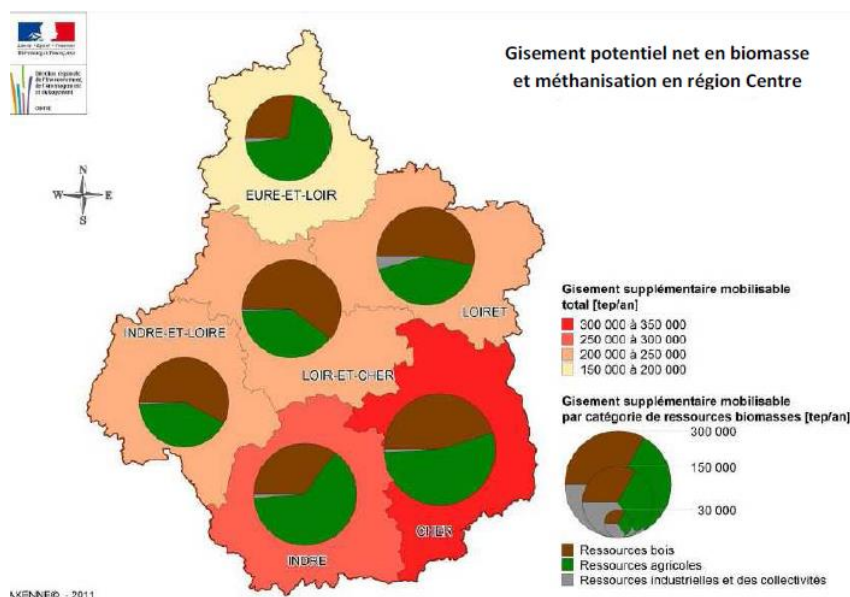 Gisement potentiel net en biomasse
et méthanisation en région Centre
CENTRE
N
W
E
S
EURE-ET-LOIR
LOIRET
INDRE-ET-LOIRE
LOIR-ET-CHER
CHER
INDRE
Gisement supplémentaire mobilisable
total [tep/an]
300 000 à 350 000
250 000 à 300 000
200 000 à 250 000
150 000 à 200 000
Gisement supplémentaire mobilisable
par catégorie de ressources biomasses [tep/an]
300 000
150 000
30 000
Ressources bois
Ressources agricoles
Ressources industrielles et des collectivités
- 2011